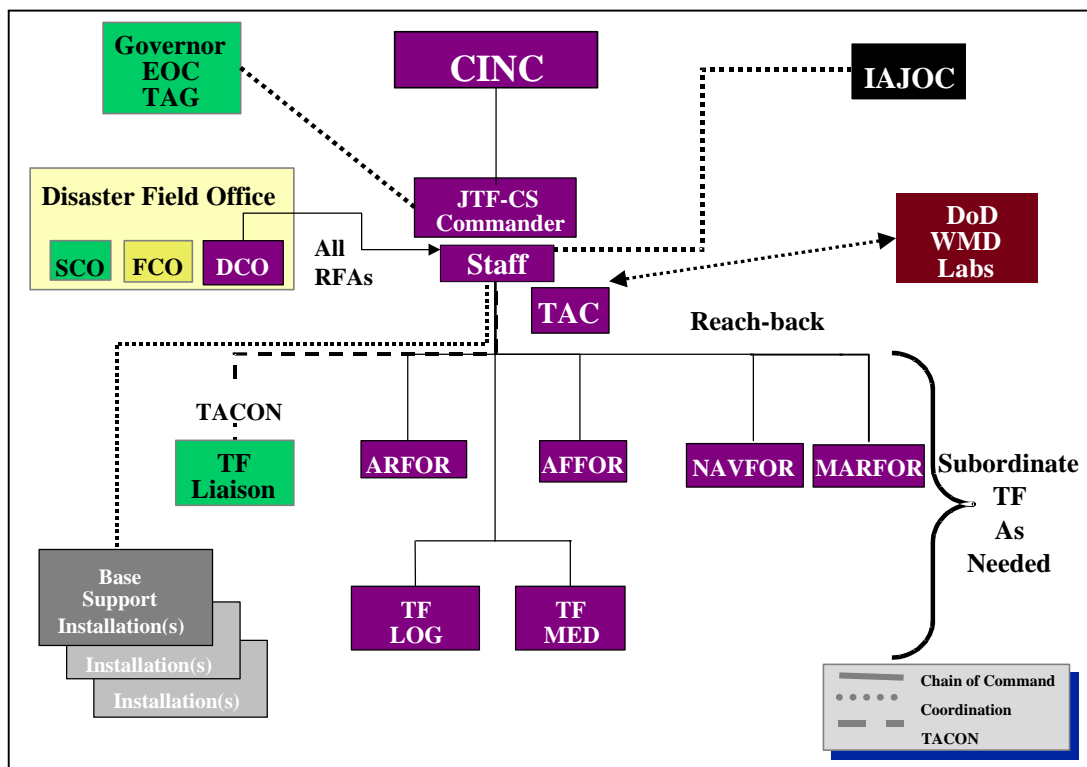 Governor
EOC
TAG
CINC
IAJOC
Disaster Field Office
SCO
FCO
DCO
All
RFAs
JTF-CS
Commander
Staff
TAC
DoD
WMD
Labs
Reach-back
TACON
TF
Liaison
ARFOR
AFFOR
NAVFOR
MARFOR
Subordinate
TF
As
Needed
Base
Support
Installation(s)
Installation(s)
Installation(s)
TF
LOG
TF
MED
Chain of Command
Coordination
TACON